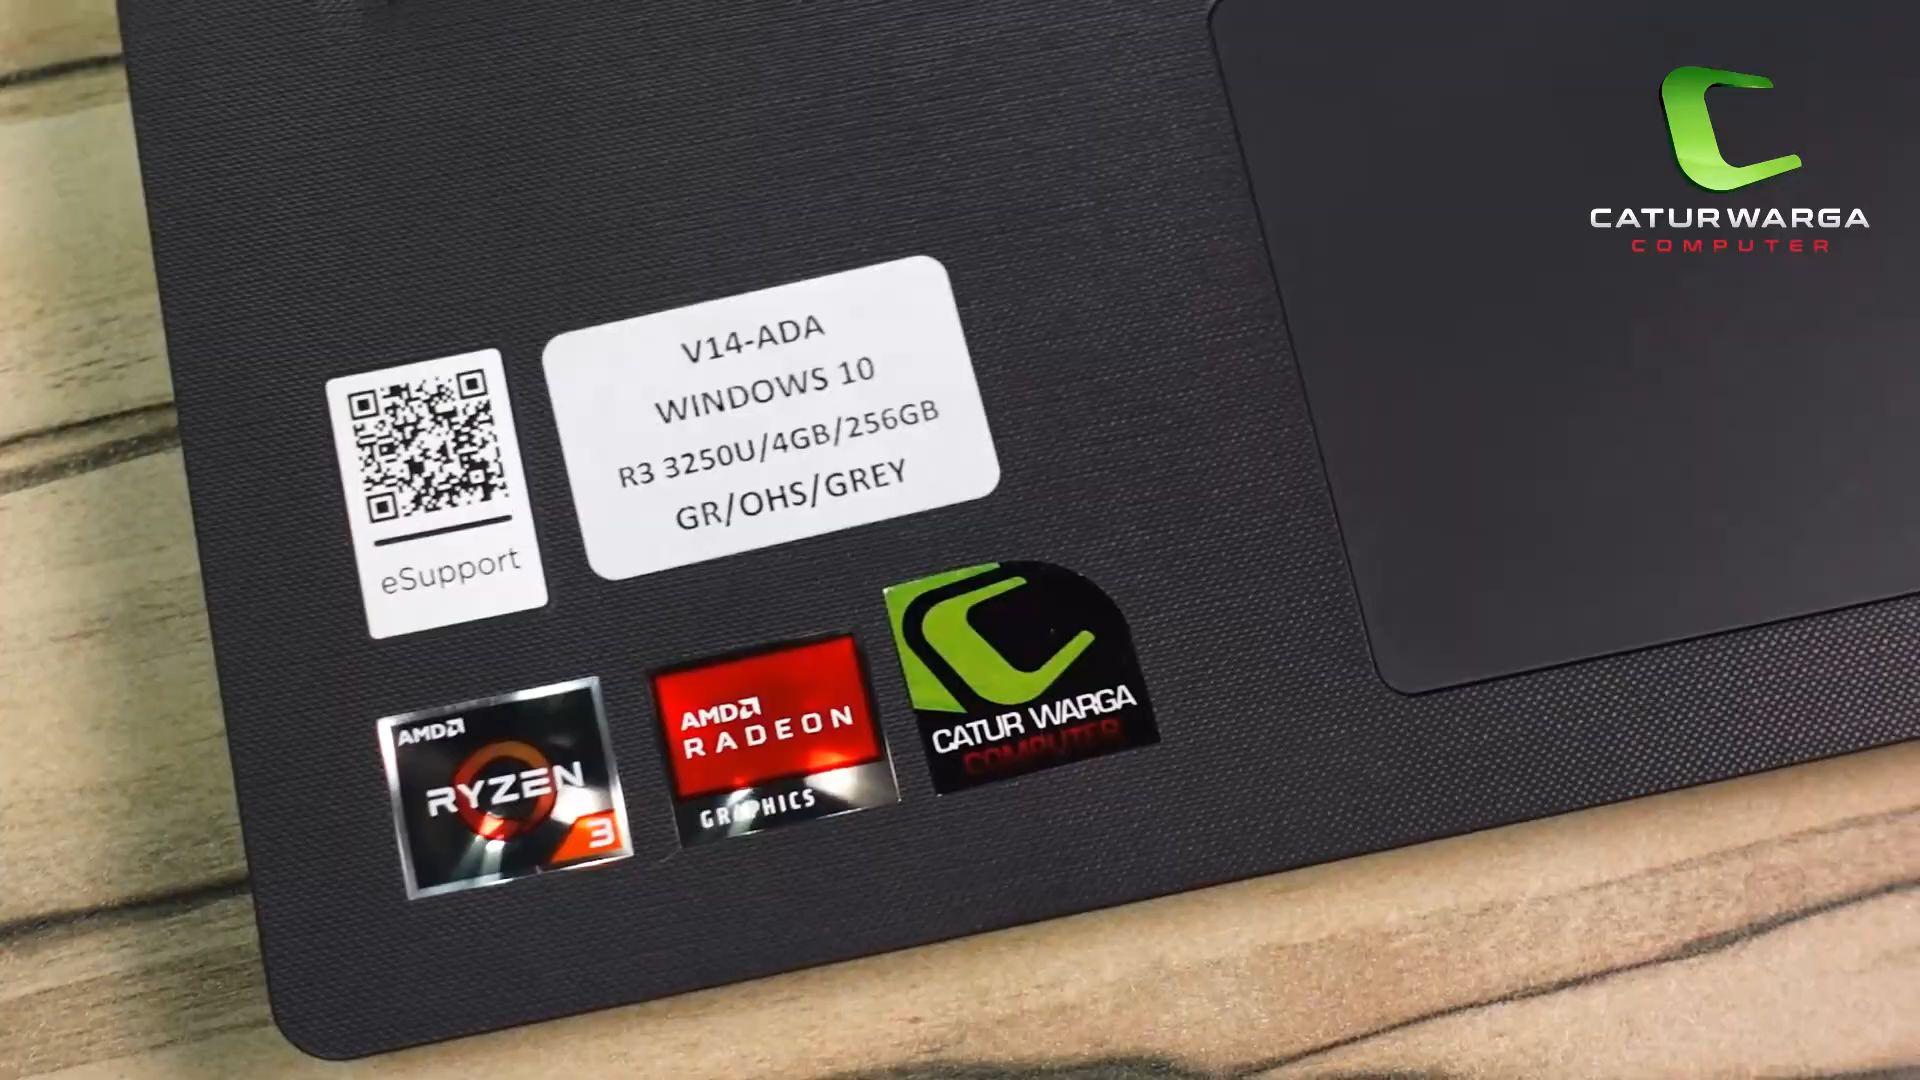 CATURWARGA
COMPUTER
V14-ADA
WINDOWS 10
R3 3250U/4GB/256GB
GR/OHS/GREY
eSupport
AMD
RYZEN
3
AMD
RADEON
GRAPHICS
CATUR WARGA
COMPUTER